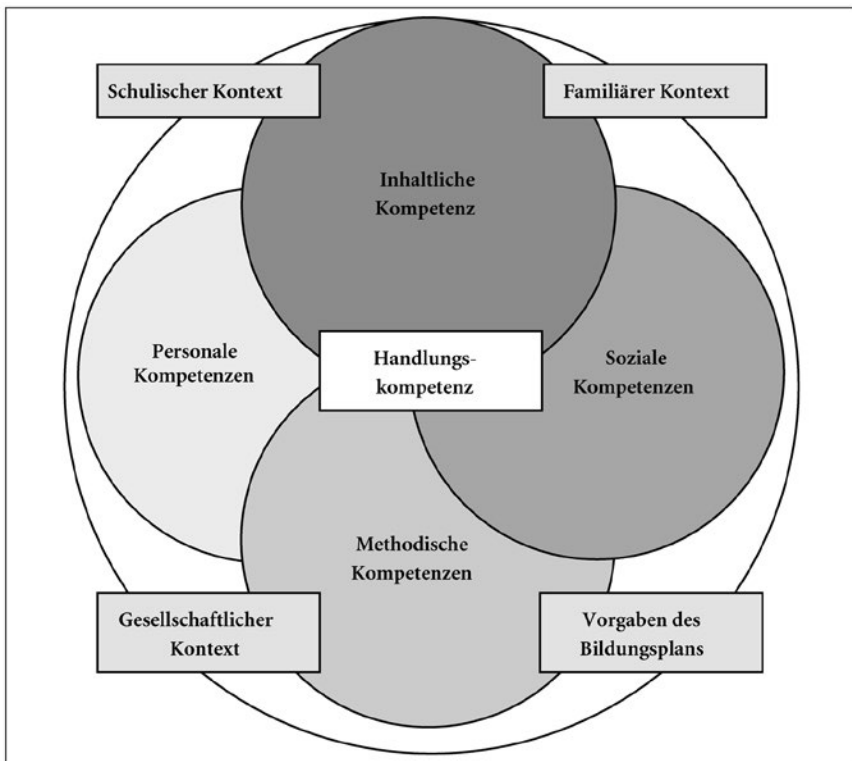 Schulischer Kontext
Familiärer Kontext
Inhaltliche
Kompetenz
Personale
Kompetenzen
Handlungs-
kompetenz
Soziale
Kompetenzen
Methodische
Kompetenzen
Gesellschaftlicher
Kontext
Vorgaben des
Bildungsplans